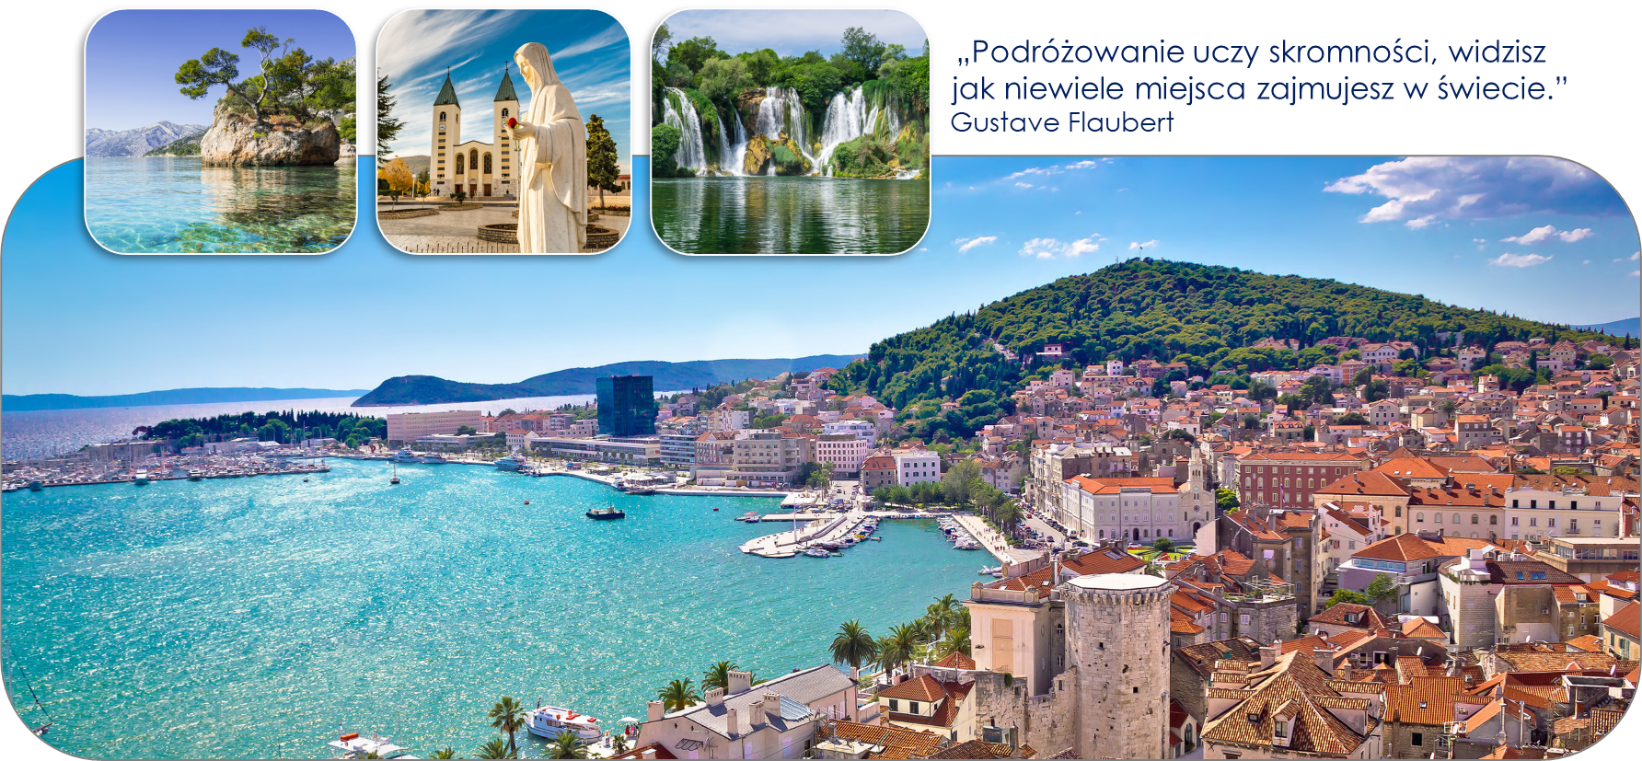 „Podróżowanie uczy skromności, widzisz
jak niewiele miejsca zajmujesz w świecie.”
Gustave Flaubert